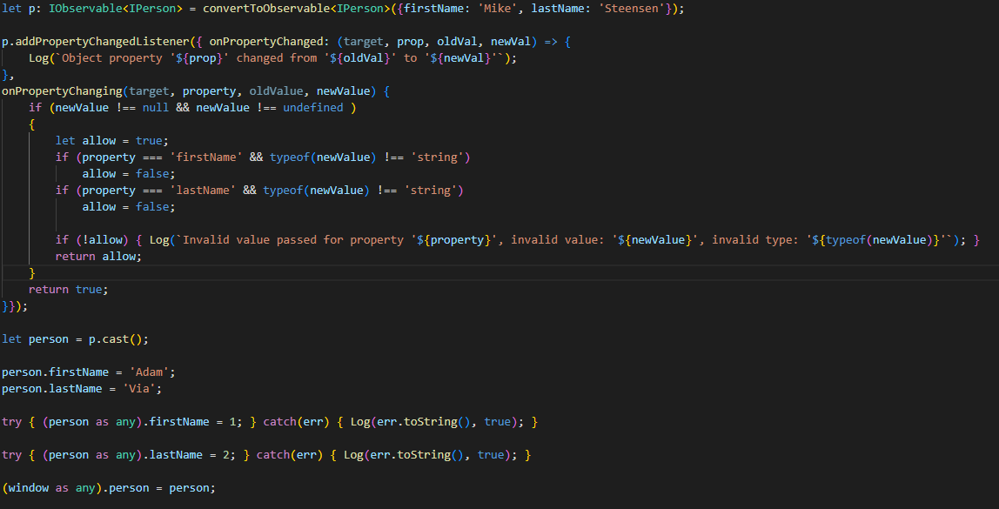 let p: IObservable<IPerson> = convertToObservable<IPerson>({firstName: 'Mike', lastName: 'Steensen'});
p.addPropertyChangedListener({ onPropertyChanged: (target, prop, oldVal, newVal) => {
    Log(`Object property '${prop}' changed from '${oldVal}' to '${newVal}'`);
},
onPropertyChanging(target, property, oldValue, newValue) {
    if (newValue !== null && newValue !== undefined )
    {
        let allow = true;
        if (property === 'firstName' && typeof(newValue) !== 'string')
            allow = false;
        if (property === 'lastName' && typeof(newValue) !== 'string')
            allow = false;
        if (!allow) { Log(`Invalid value passed for property '${property}', invalid value: '${newValue}', invalid type: '${typeof(newValue)}'`); }
        return allow;
    }
    return true;
}});
let person = p.cast();
person.firstName = 'Adam';
person.lastName = 'Via';
try { (person as any).firstName = 1; } catch(err) { Log(err.toString(), true); }
try { (person as any).lastName = 2; } catch(err) { Log(err.toString(), true); }
(window as any).person = person;